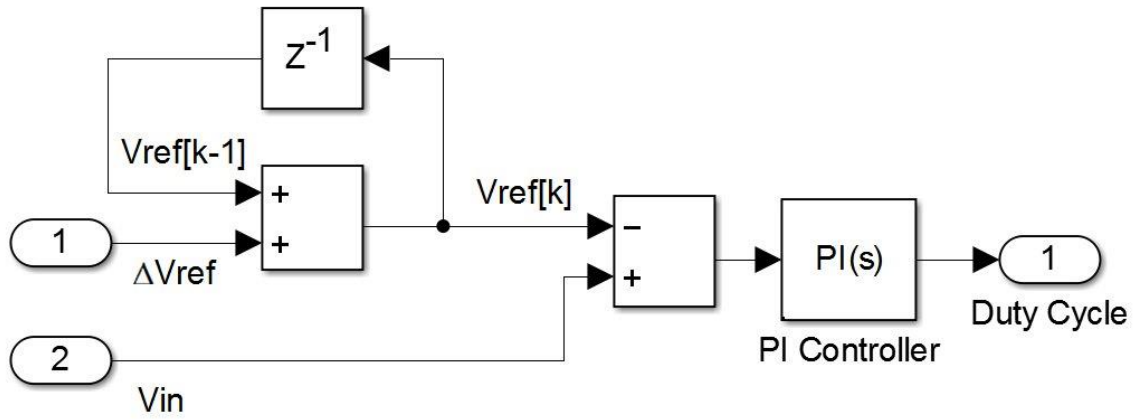 Z-1
Vref[k-1]
+
Vref[k]
1
+
−
ΔVref
+
PI(s)
1
Duty Cycle
2
PI Controller
Vin